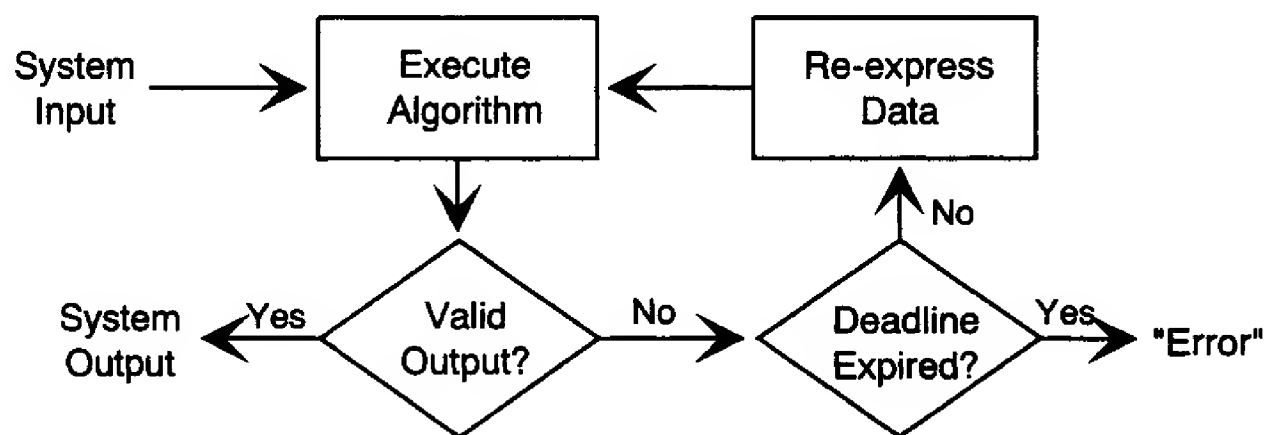 System
Input
Execute
Algorithm
Re-express
Data
No
System
Output
Yes
Valid
Output?
No
Deadline
Expired?
Yes
"Error"